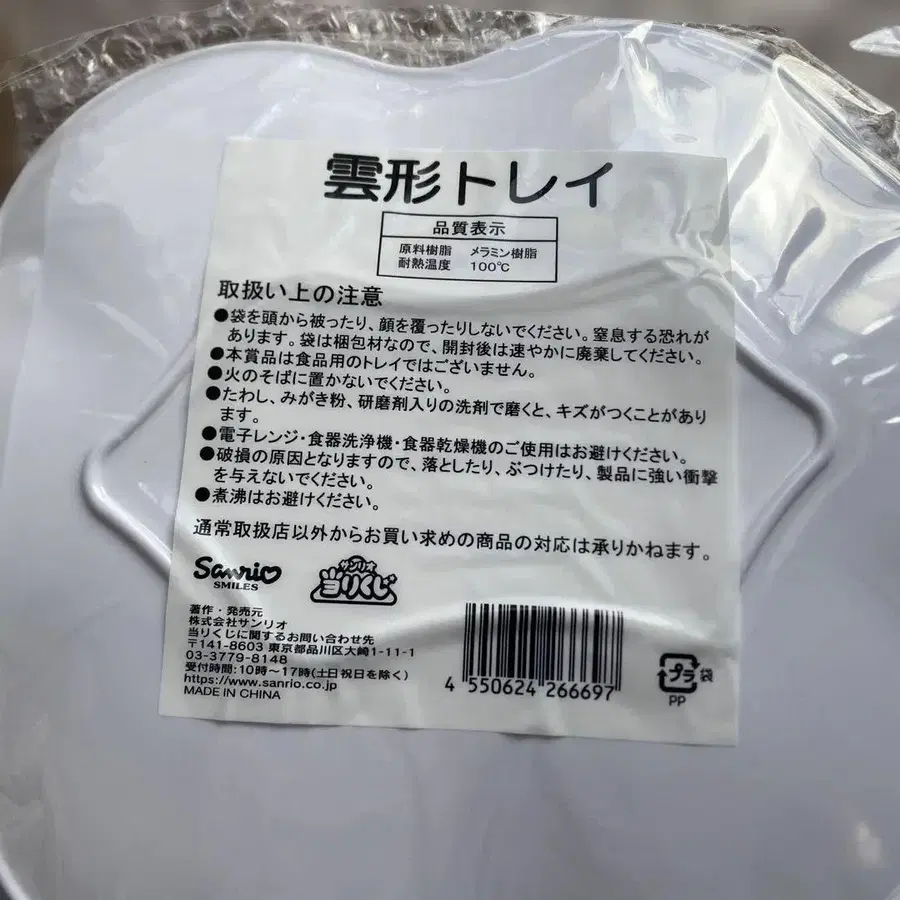 雲形トレイ
品質表示
原料樹脂 メラミン樹脂
耐熱温度 100℃
取扱い上の注意
●袋を頭から被ったり、顔を覆ったりしないでください。窒息する恐れが
あります。袋は梱包材なので、開封後は速やかに廃棄してください。
●本賞品は食品用のトレイではございません。
●火のそばに置かないでください。
●たわし、みがき粉、研磨剤入りの洗剤で磨くと、キズがつくことがあり
ます。
●電子レンジ・食器洗浄機・食器乾燥機のご使用はお避けください。
●破損の原因となりますので、落としたり、ぶつけたり、製品に強い衝撃
を与えないでください。
●煮沸はお避けください。
通常取扱店以外からお買い求めの商品の対応は承りかねます。
Sanrio
SMILES
サンリオ
当りくじ
著作・発売元
株式会社サンリオ
当りくじに関するお問い合わせ先
〒141-8603 東京都品川区大崎1-11-1
03-3779-8148
受付時間:10時～17時(土日祝日を除く)
https://www.sanrio.co.jp
MADE IN CHINA
4 550624 266697
プラ 袋
PP